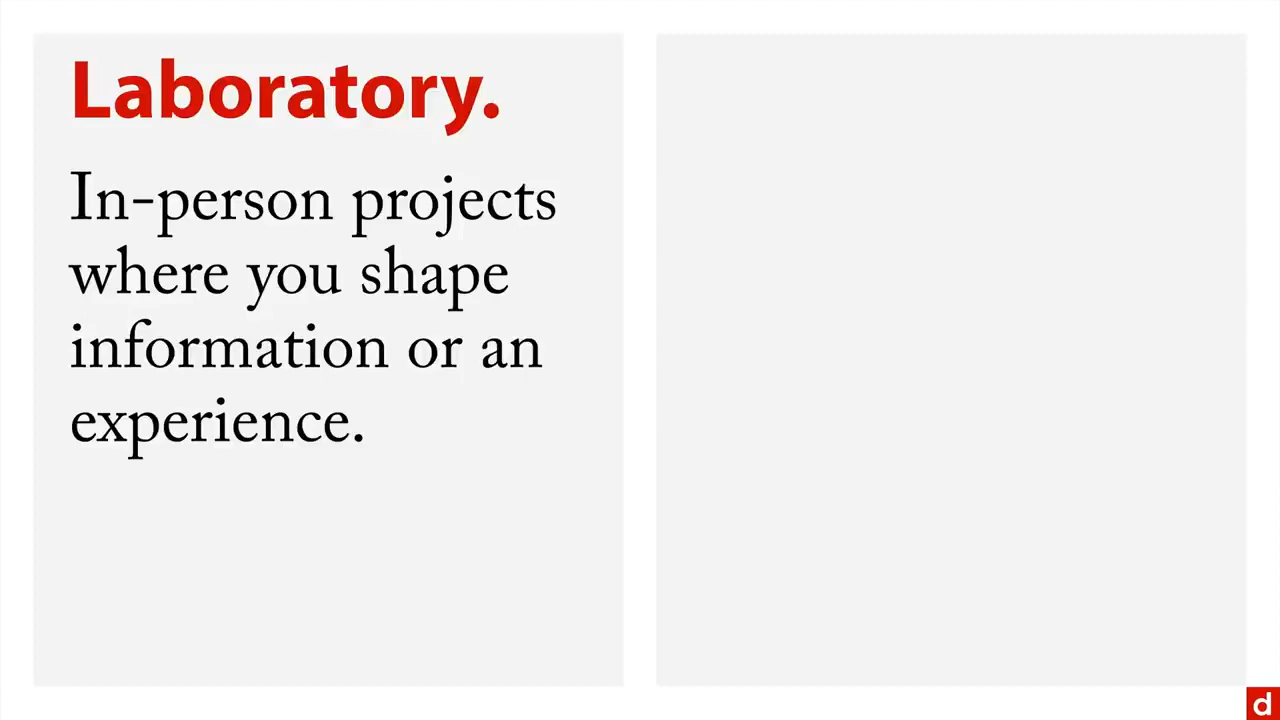 Laboratory.
In-person projects
where you shape
information or an
experience.
d